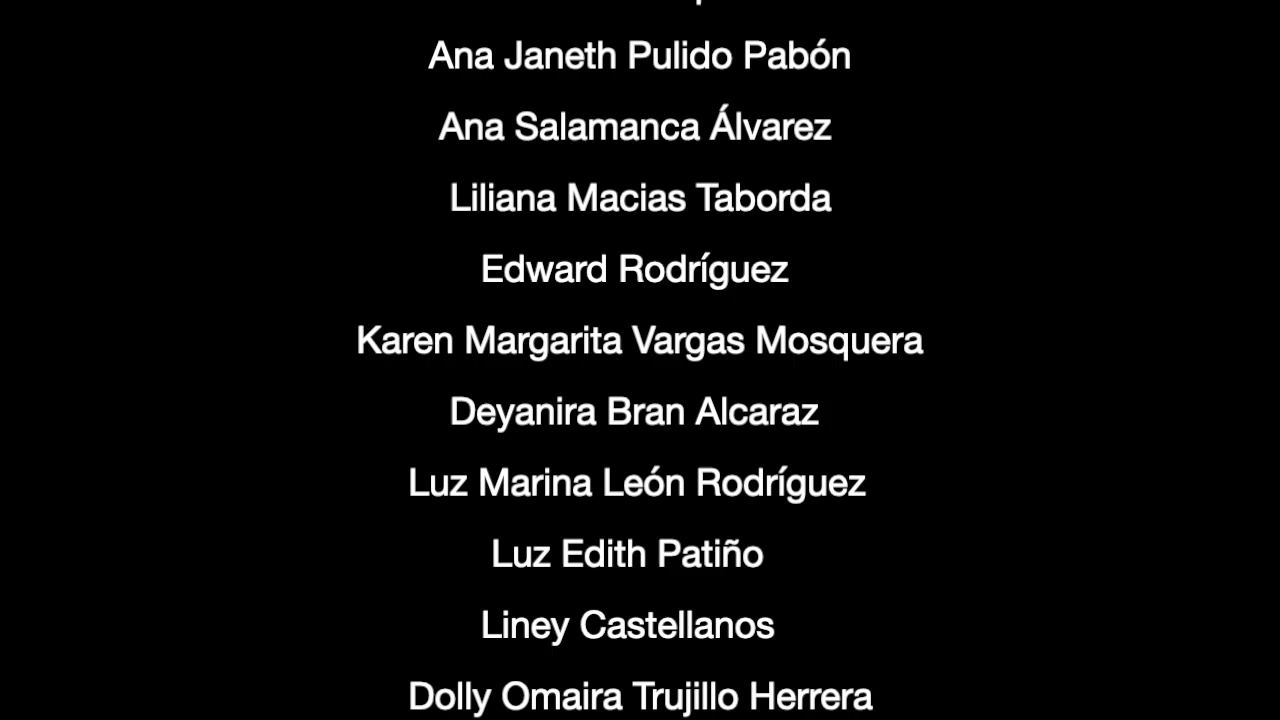 Ana Janeth Pulido Pabón
Ana Salamanca Álvarez
Liliana Macias Taborda
Edward Rodríguez
Karen Margarita Vargas Mosquera
Deyanira Bran Alcaraz
Luz Marina León Rodríguez
Luz Edith Patiño
Liney Castellanos
Dolly Omaira Trujillo Herrera